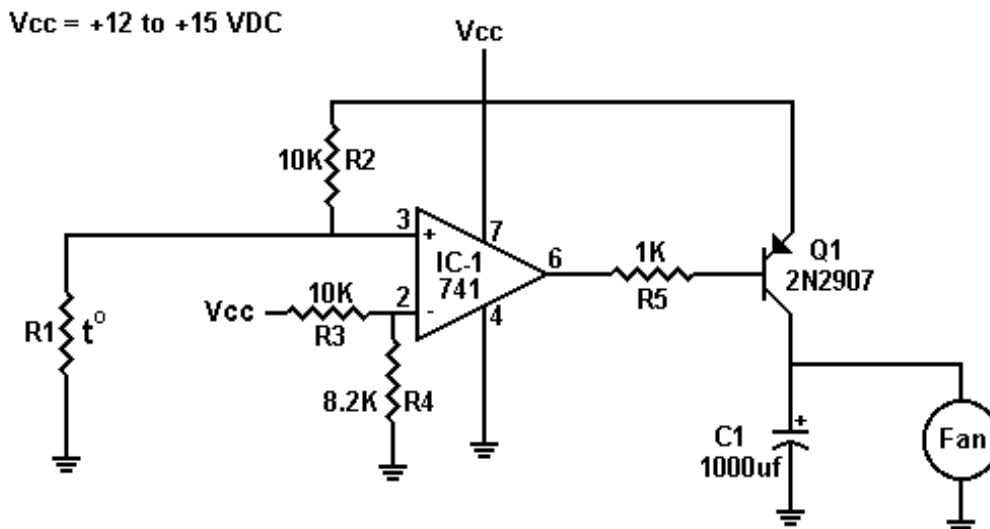 Vcc = +12 to +15 VDC
Vcc
10K R2
3
+
7
IC-1
741
6
1K
R5
Q1
2N2907
Vcc
10K
R3
2
-
4
R1 t°
8.2K R4
C1
1000uf
+
Fan